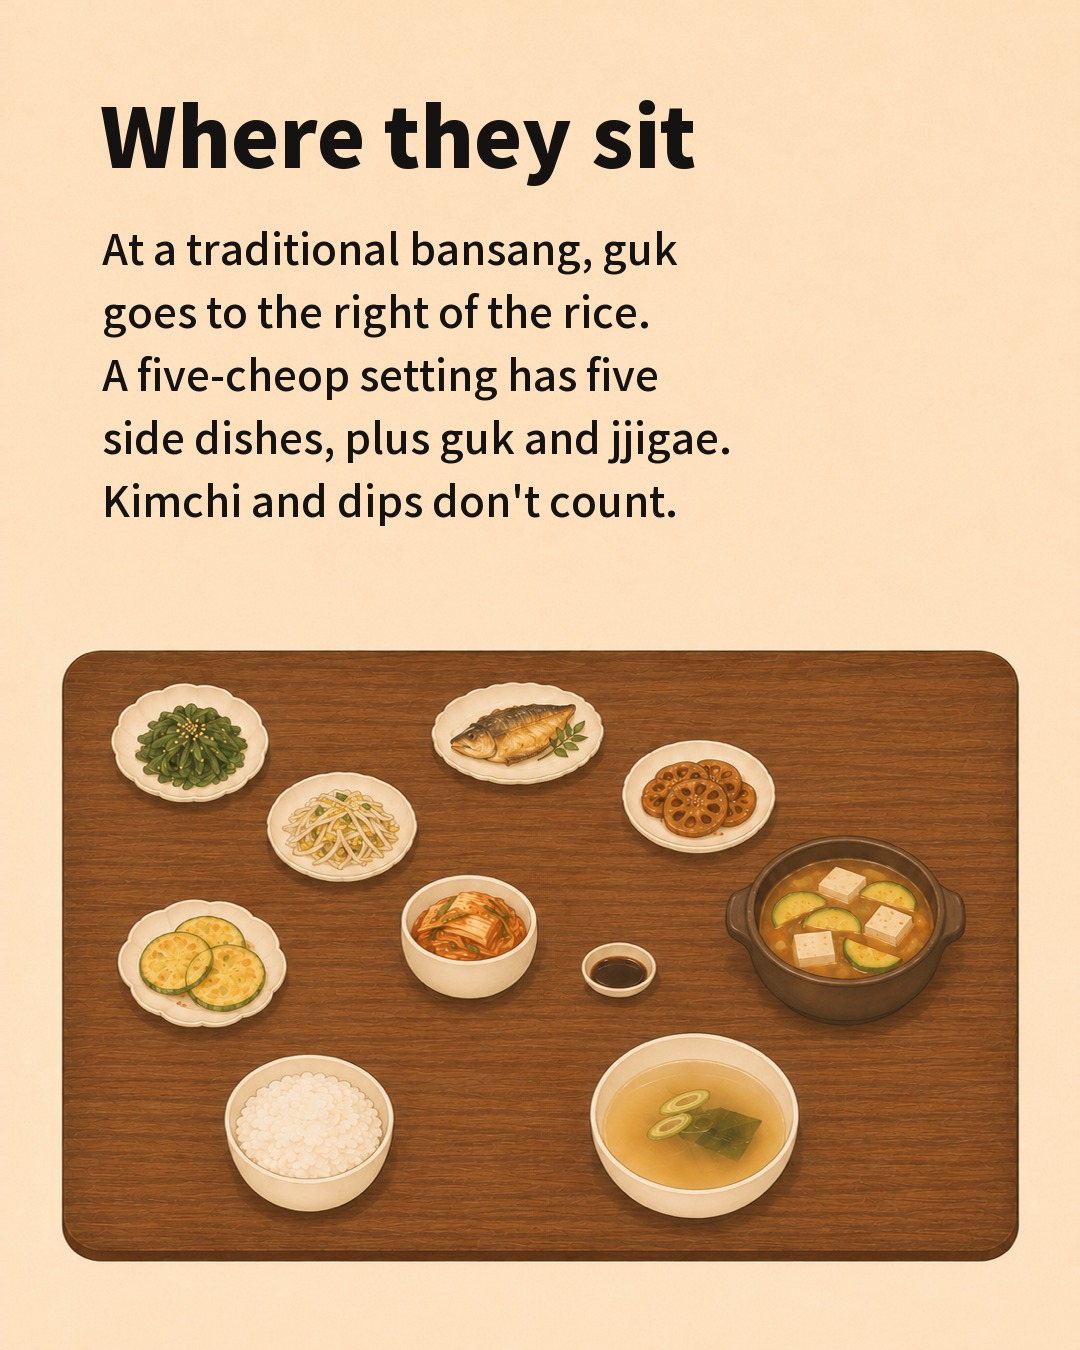 Where they sit
At a traditional bansang, guk
goes to the right of the rice.
A five-cheop setting has five
side dishes, plus guk and jjigae.
Kimchi and dips don't count.